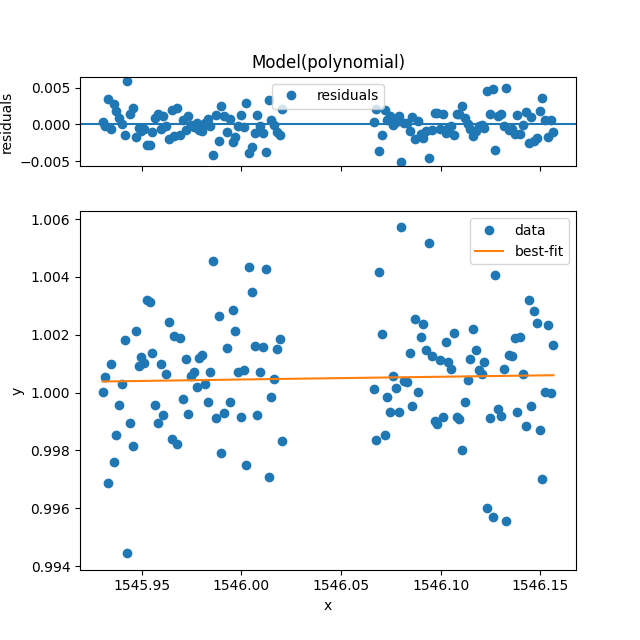 Model(polynomial)
residuals
0.005
0.000
−0.005
residuals
y
1.006
1.004
1.002
1.000
0.998
0.996
0.994
data
best-fit
1545.95
1546.00
1546.05
1546.10
1546.15
x